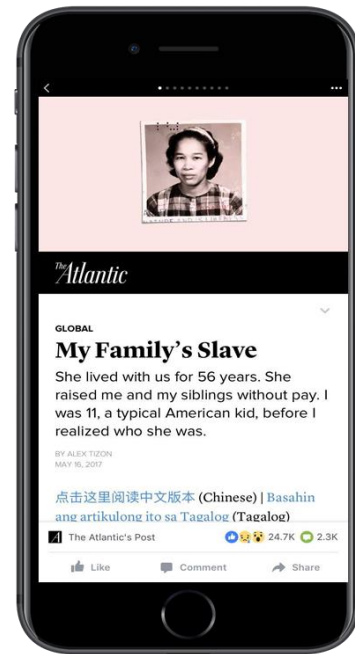 The Atlantic
GLOBAL
My Family's Slave
She lived with us for 56 years. She
raised me and my siblings without pay. I
was 11, a typical American kid, before I
realized who she was.
BY ALEX TIZON
MAY 15, 2017
点击这里阅读中文版本 (Chinese) | Basahin
ang artikulong ito sa Tagalog (Tagalog)
The Atlantic's Post 24.7K 2.3K
Like Comment Share